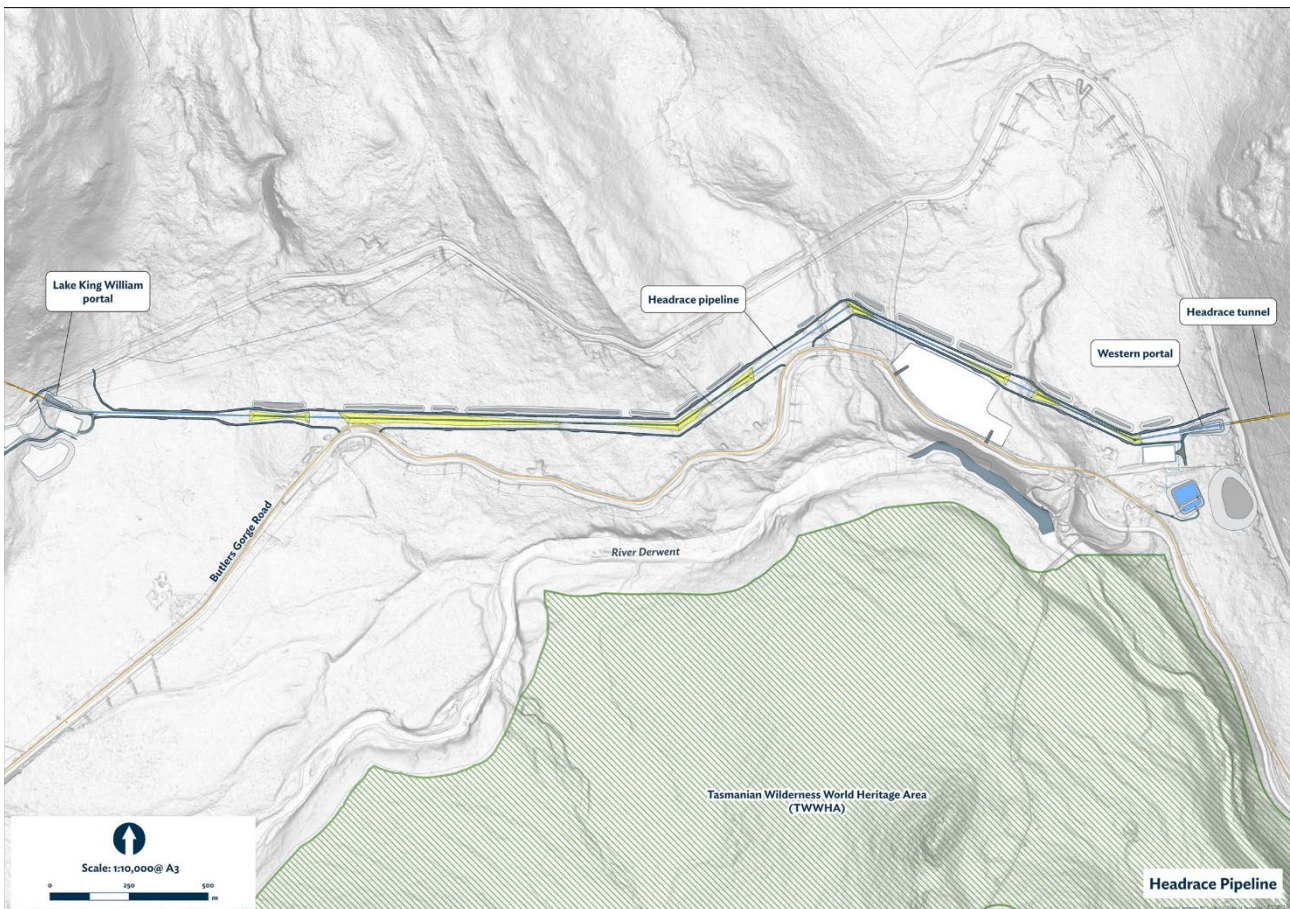 Lake King William
portal
Headrace pipeline
Headrace tunnel
Western portal
Butlers Gorge Road
River Derwent
Tasmanian Wilderness World Heritage Area
(TWWHA)
Scale: 1:10,000@ A3
0 250 500
m
Headrace Pipeline